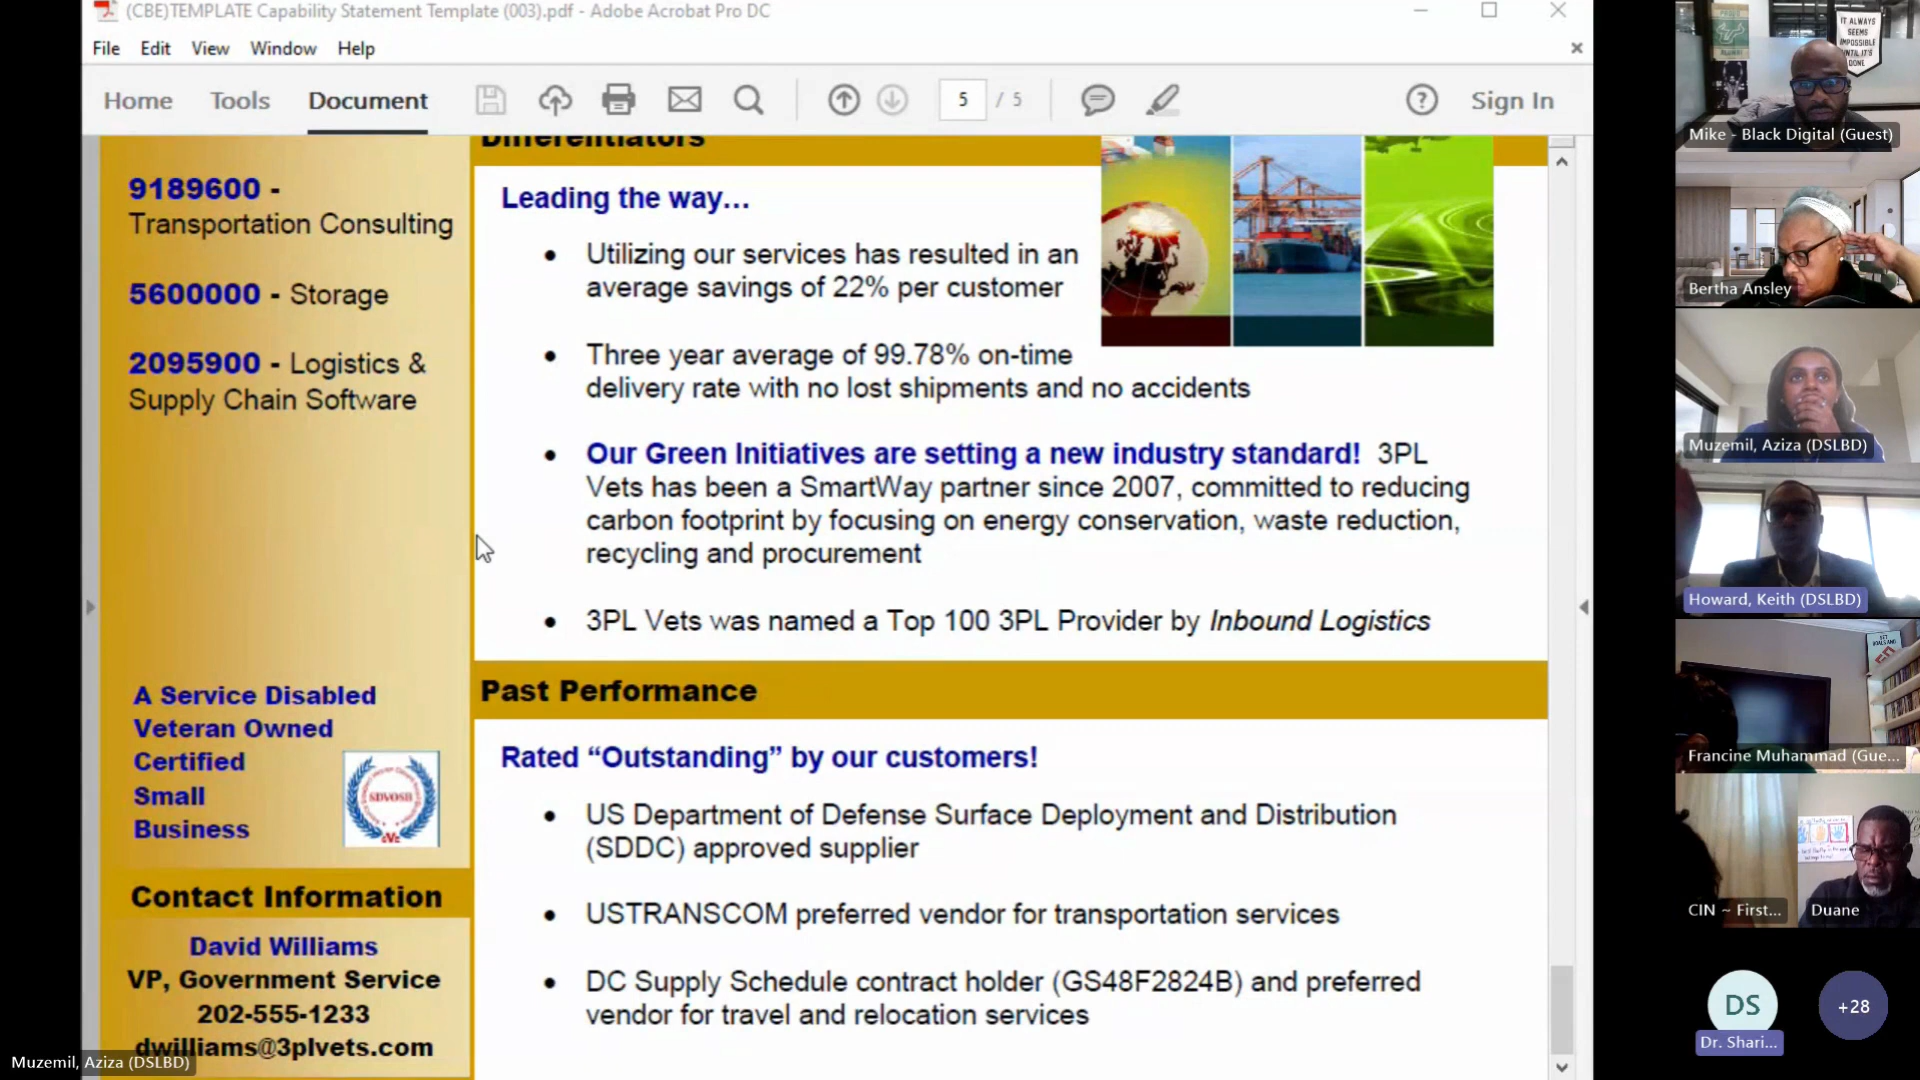 (CBE)TEMPLATE Capability Statement Template (003).pdf - Adobe Acrobat Pro DC
File Edit View Window Help
Home Tools Document 5 / 5 Sign In
9189600 -
Transportation Consulting
5600000 - Storage
2095900 - Logistics &
Supply Chain Software
A Service Disabled
Veteran Owned
Certified
Small
Business
SDVOSB
Contact Information
David Williams
VP, Government Service
202-555-1233
dwilliams@3plvets.com
Differentiators
Leading the way...
• Utilizing our services has resulted in an
average savings of 22% per customer
• Three year average of 99.78% on-time
delivery rate with no lost shipments and no accidents
• Our Green Initiatives are setting a new industry standard! 3PL
Vets has been a SmartWay partner since 2007, committed to reducing
carbon footprint by focusing on energy conservation, waste reduction,
recycling and procurement
• 3PL Vets was named a Top 100 3PL Provider by Inbound Logistics
Past Performance
Rated “Outstanding” by our customers!
• US Department of Defense Surface Deployment and Distribution
(SDDC) approved supplier
• USTRANSCOM preferred vendor for transportation services
• DC Supply Schedule contract holder (GS48F2824B) and preferred
vendor for travel and relocation services
Muzemil, Aziza (DSLBD)
IT ALWAYS
SEEMS
IMPOSSIBLE
UNTIL IT'S
DONE
Mike - Black Digital (Guest)
Bertha Ansley
Muzemil, Aziza (DSLBD)
Howard, Keith (DSLBD)
Francine Muhammad (Gue...
CIN ~ First...
Duane
DS
Dr. Shari...
+28